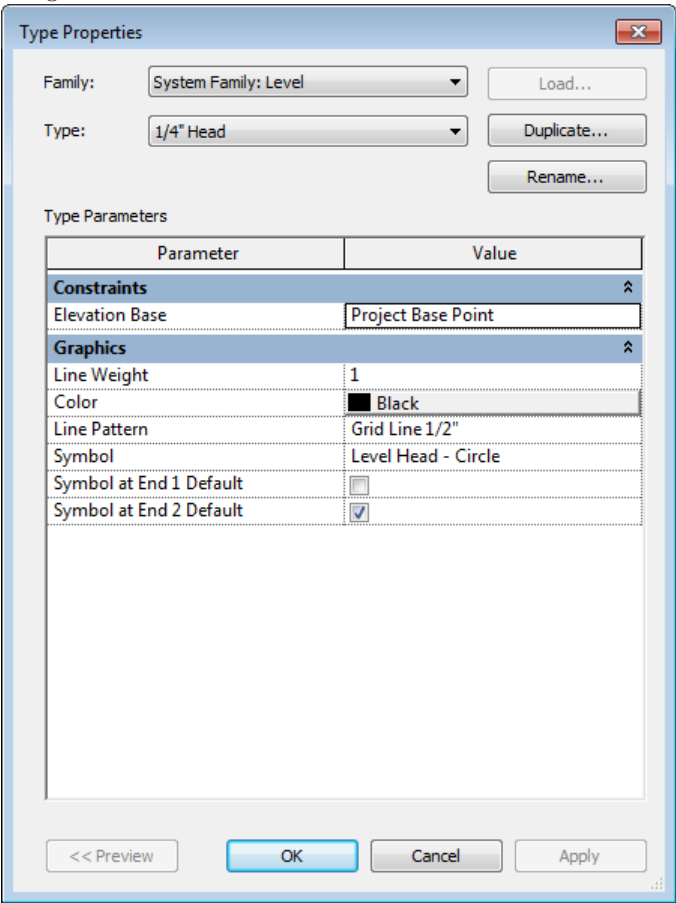 Type Properties
Family: System Family: Level Load...
Type: 1/4" Head Duplicate...
Rename...
Type Parameters
Parameter Value
Constraints
Elevation Base Project Base Point
Graphics
Line Weight 1
Color Black
Line Pattern Grid Line 1/2"
Symbol Level Head - Circle
Symbol at End 1 Default
Symbol at End 2 Default
<< Preview OK Cancel Apply